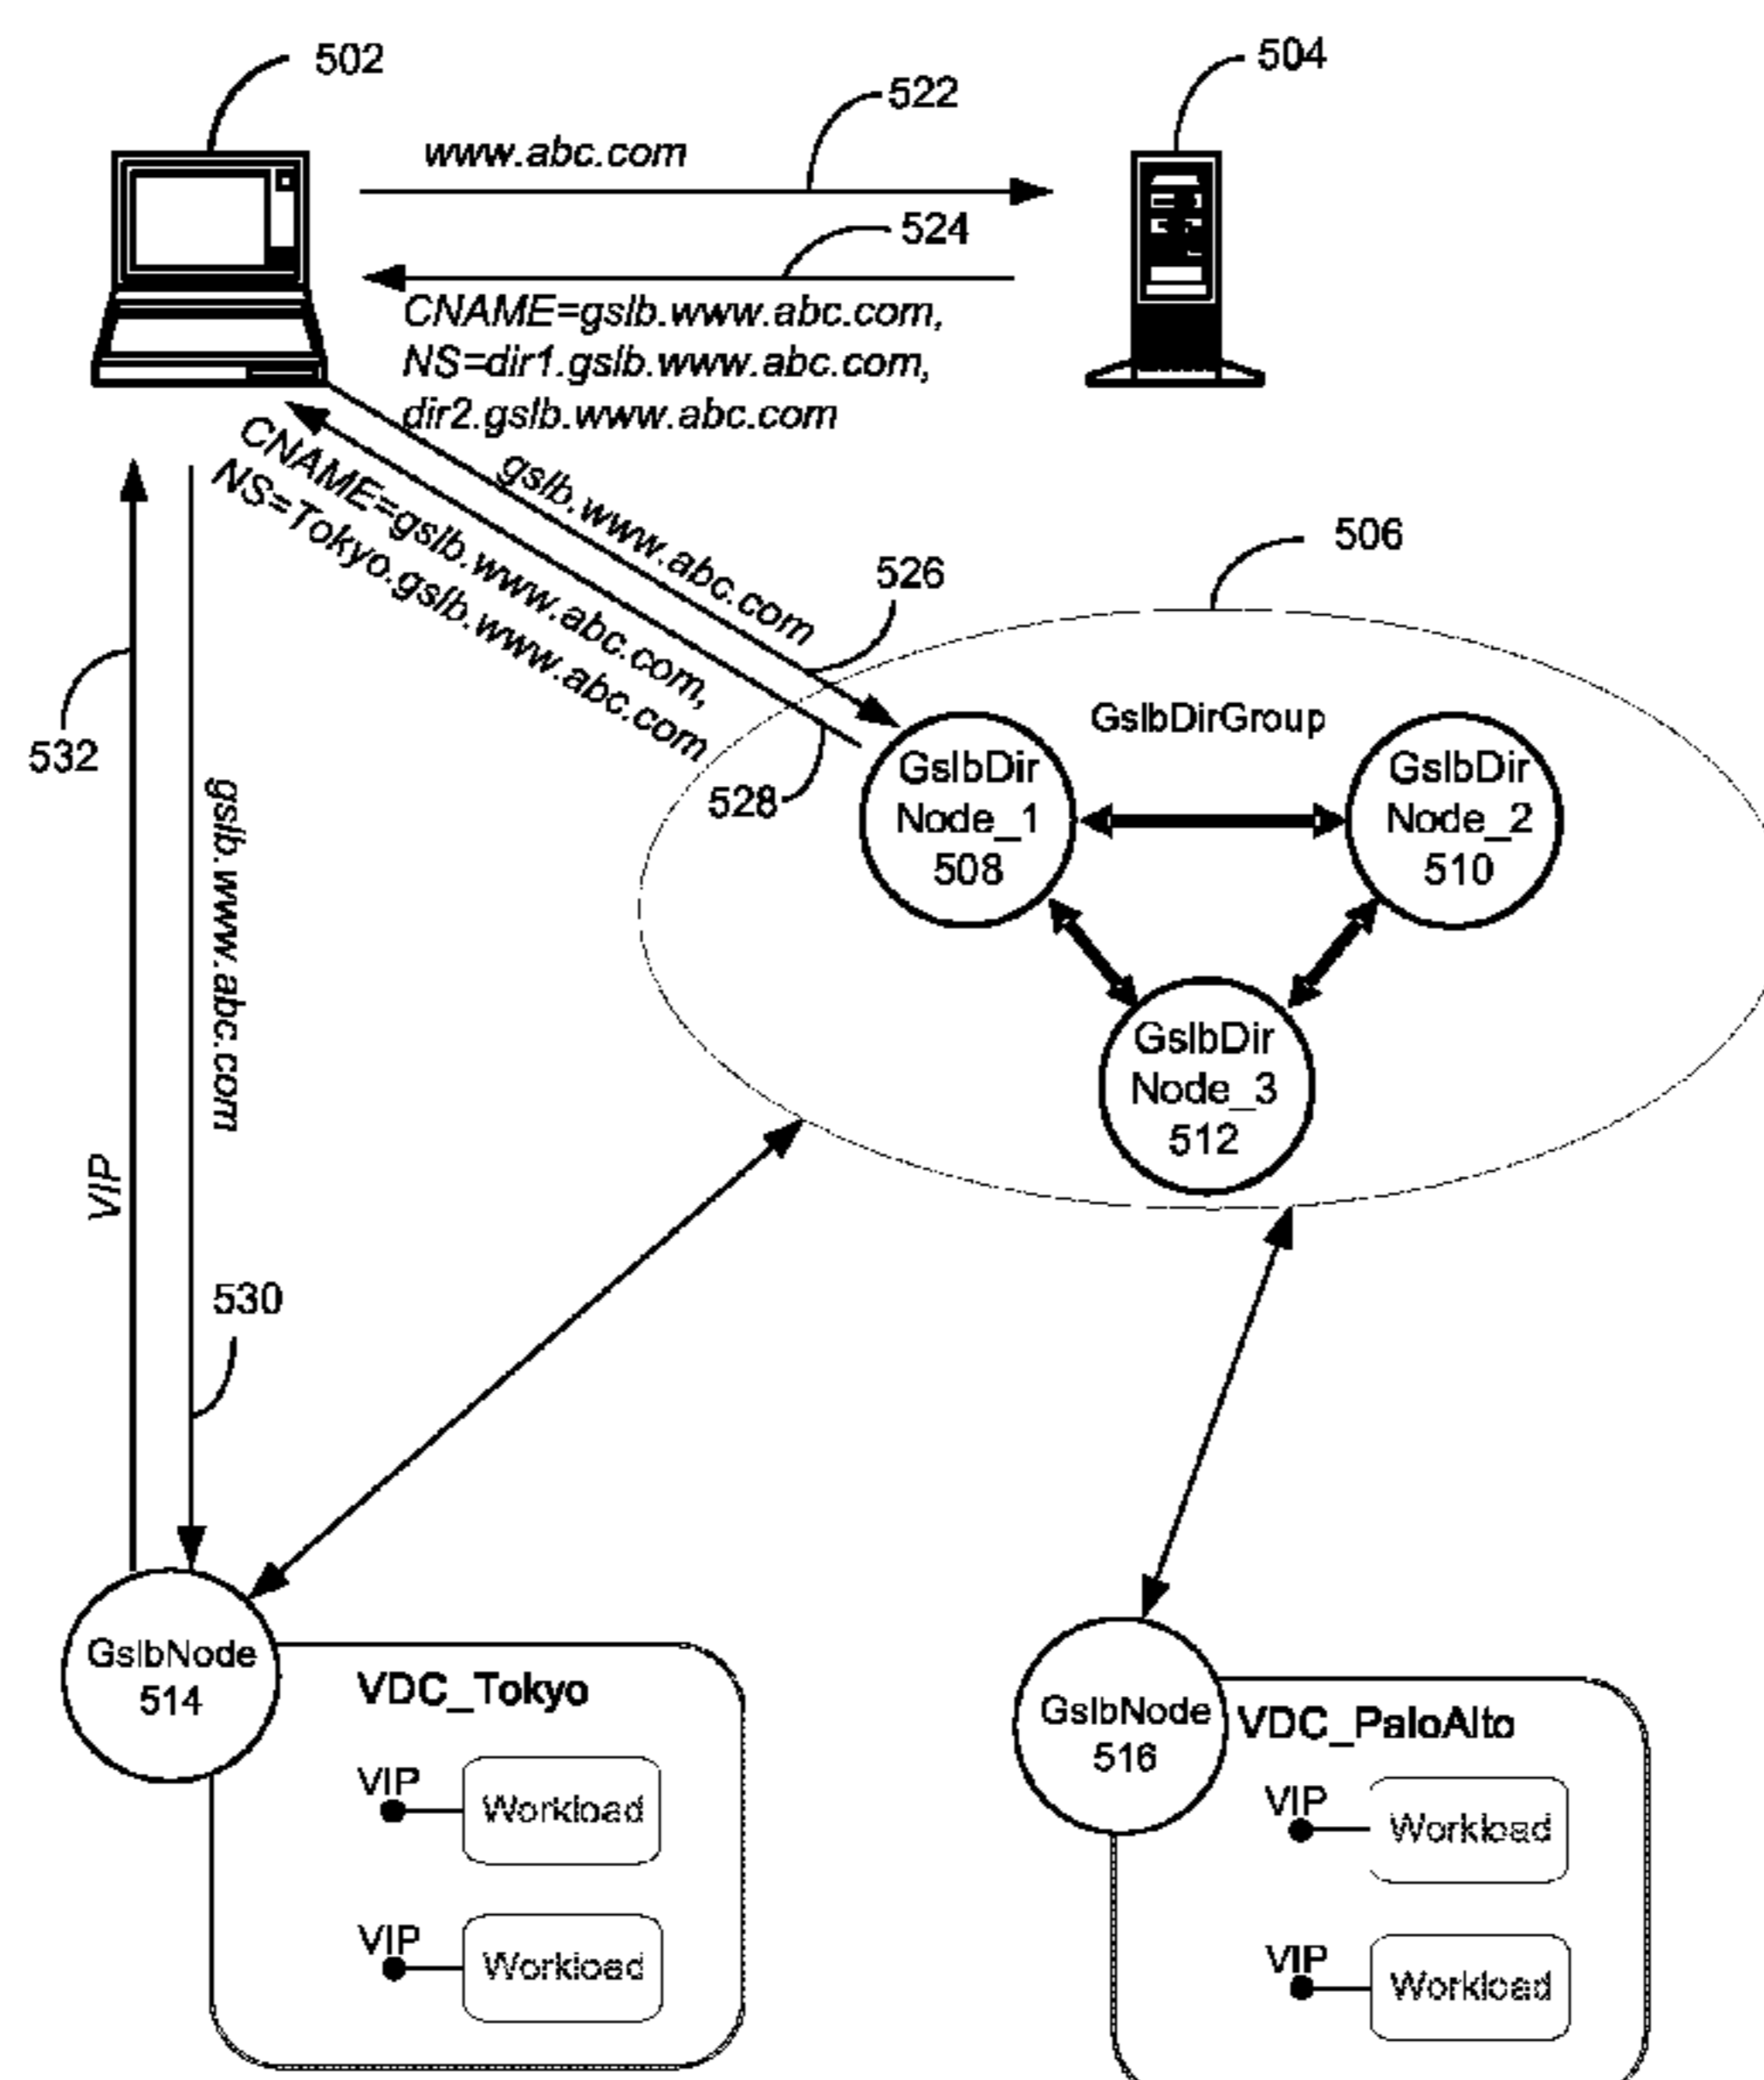 502
504
522
www.abc.com
524
CNAME=gslb.www.abc.com,
NS=dir1.gslb.www.abc.com,
dir2.gslb.www.abc.com
gslb.www.abc.com
CNAME=gslb.www.abc.com,
NS=Tokyo.gslb.www.abc.com
506
526
532
528
GslbDirGroup
GslbDir
Node_1
508
GslbDir
Node_2
510
GslbDir
Node_3
512
gslb.www.abc.com
VIP
530
GslbNode
514
VDC_Tokyo
VIP
Workload
VIP
Workload
GslbNode
516
VDC_PaloAlto
VIP
Workload
VIP
Workload